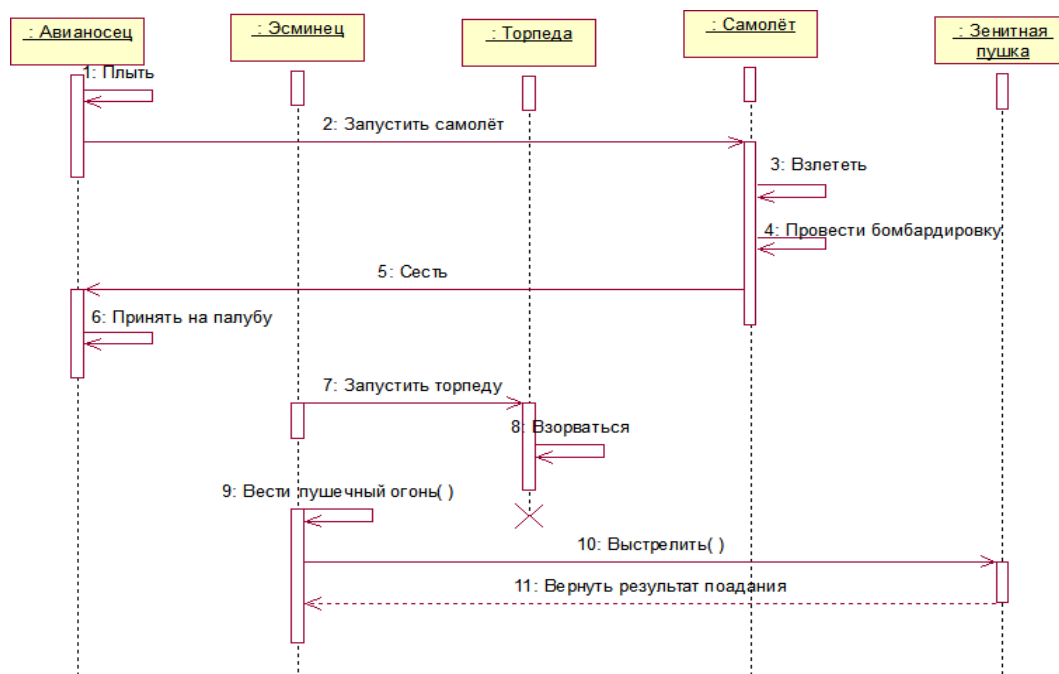 : Авианосец
: Эсминец
: Торпеда
: Самолёт
: Зенитная
пушка
1: Плыть
2: Запустить самолёт
3: Взлететь
4: Провести бомбардировку
5: Сесть
6: Принять на палубу
7: Запустить торпеду
8: Взорваться
9: Вести пушечный огонь( )
10: Выстрелить( )
11: Вернуть результат поадания